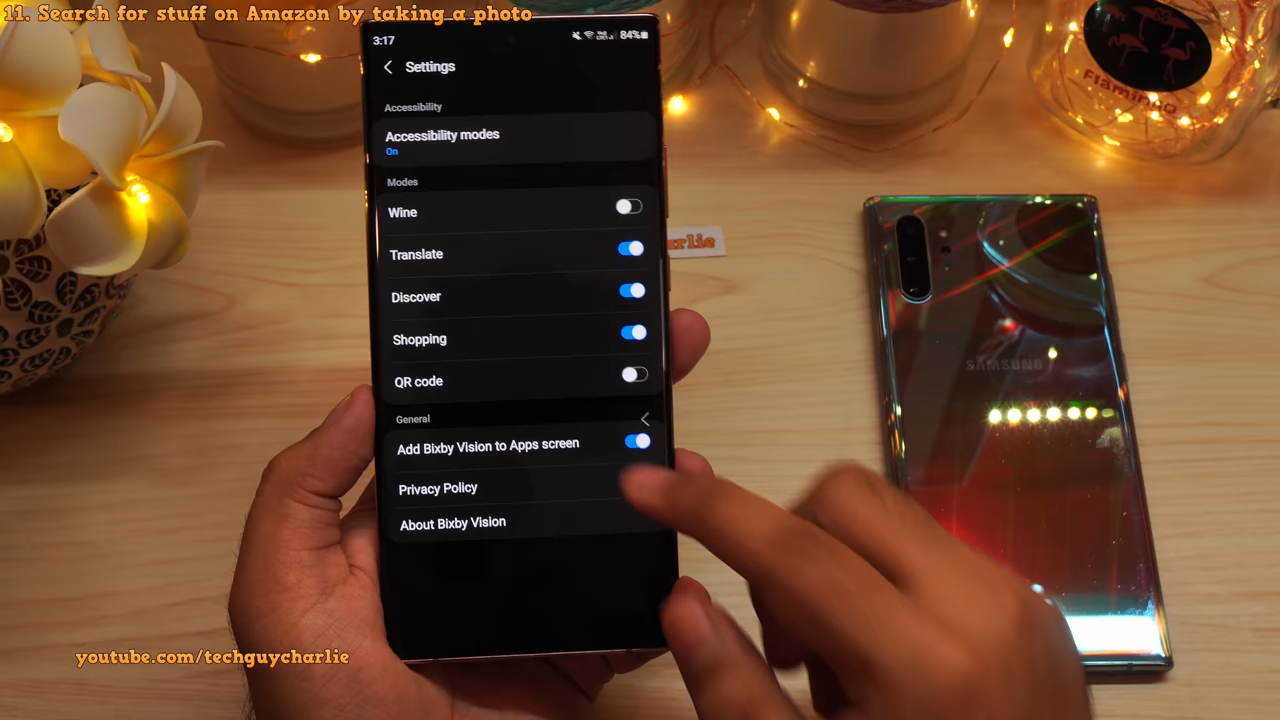 11. Search for stuff on Amazon by taking a photo
3:17
84%
Settings
Accessibility
Accessibility modes
On
Modes
Wine
Translate
Discover
Shopping
QR code
General
Add Bixby Vision to Apps screen
Privacy Policy
About Bixby Vision
Flamingo
SAMSUNG
youtube.com/techguycharlie